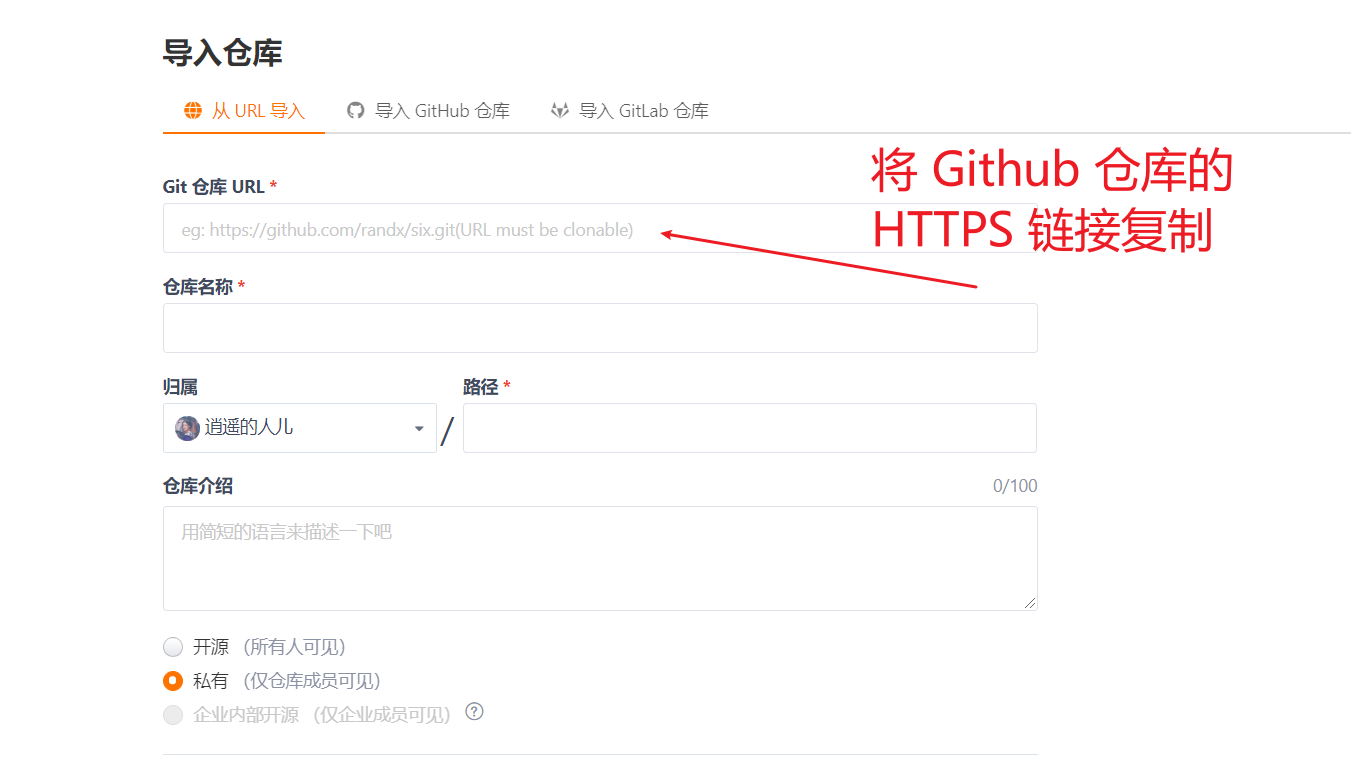 导入仓库
从 URL 导入 导入 GitHub 仓库 导入 GitLab 仓库
将 Github 仓库的
HTTPS 链接复制
Git 仓库 URL *
eg: https://github.com/randx/six.git(URL must be clonable)
仓库名称 *
归属 路径 *
逍遥的人儿 /
仓库介绍 0/100
用简短的语言来描述一下吧
开源 (所有人可见)
私有 (仅仓库成员可见)
企业内部开源 (仅企业成员可见) ?